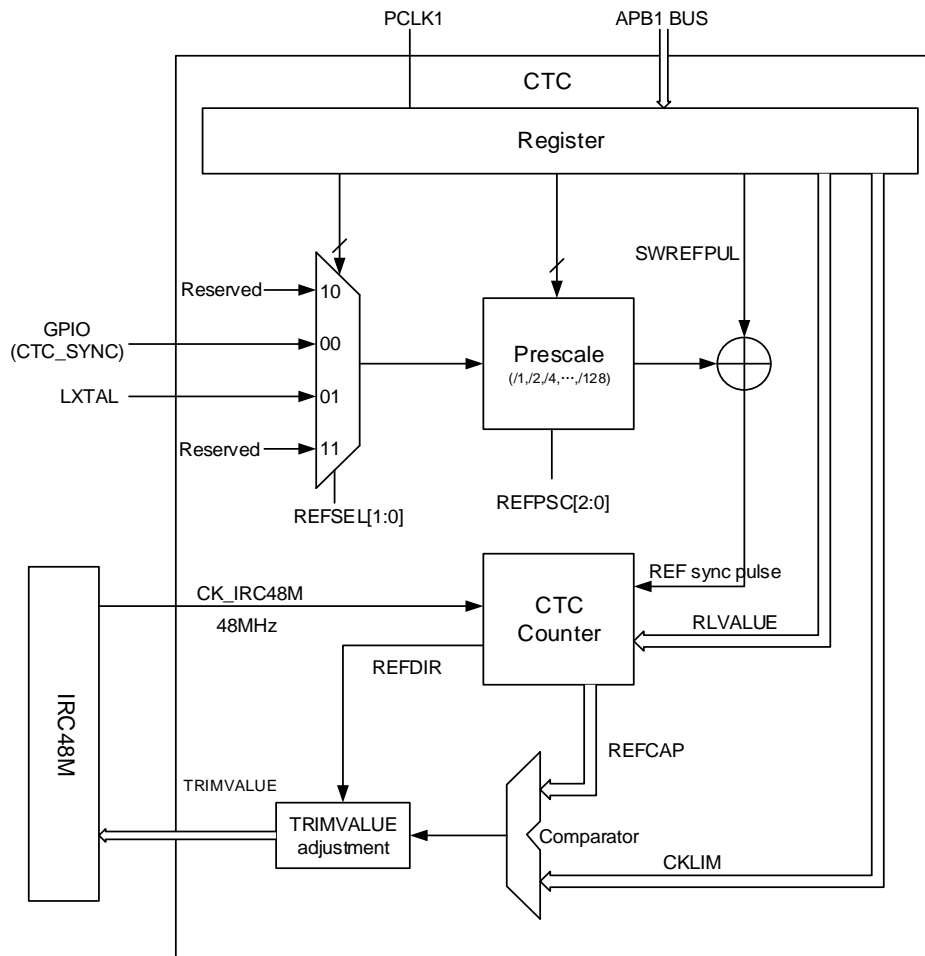 PCLK1
APB1 BUS
CTC
Register
SWREFPUL
Reserved
10
GPIO
(CTC_SYNC)
00
Prescale
(/1,/2,/4,···,/128)
LXTAL
01
Reserved
11
REFSEL[1:0]
REFPSC[2:0]
REF sync pulse
CK_IRC48M
48MHz
CTC
Counter
RLVALUE
REFDIR
IRC48M
REFCAP
TRIMVALUE
TRIMVALUE
adjustment
Comparator
CKLIM